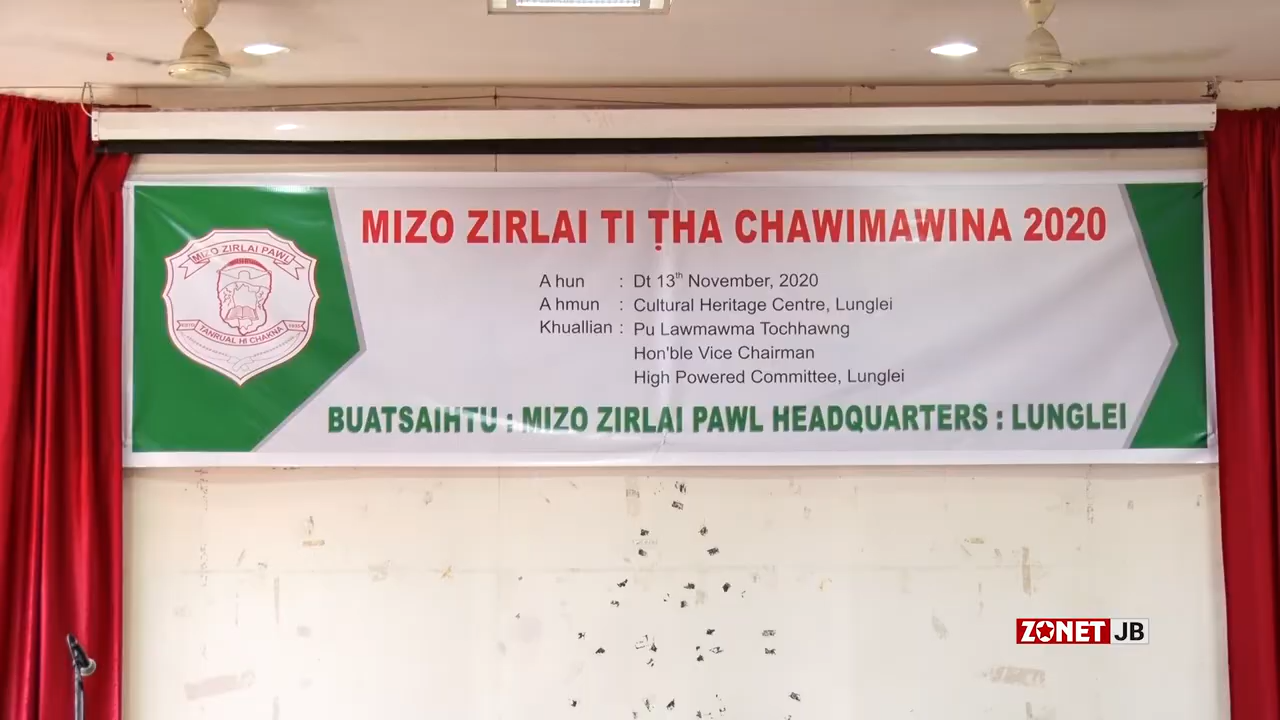 MIZO ZIRLAI TI ṬHA CHAWIMAWINA 2020
MIZO ZIRLAI PAWL
ESTD 1935
TANRUAL HI CHAKNA
A hun : Dt 13th November, 2020
A hmun : Cultural Heritage Centre, Lunglei
Khuallian : Pu Lawmawma Tochhawng
Hon'ble Vice Chairman
High Powered Committee, Lunglei
BUATSAIHTU : MIZO ZIRLAI PAWL HEADQUARTERS : LUNGLEI
ZONET JB